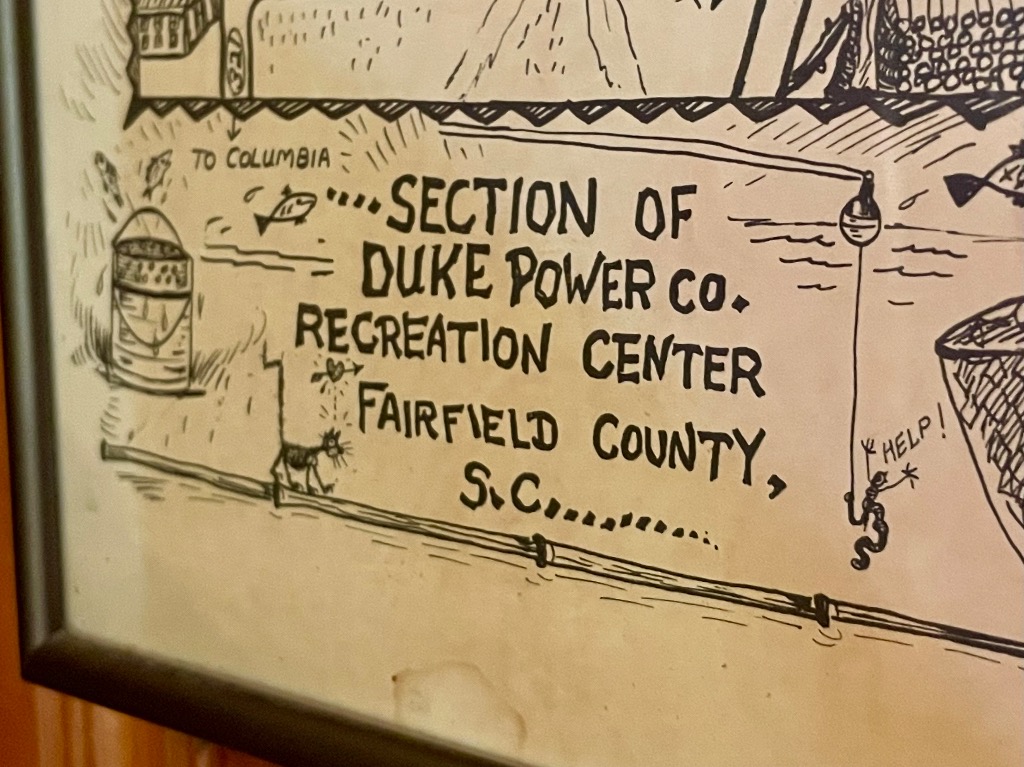 TO COLUMBIA
SECTION OF
DUKE POWER CO.
RECREATION CENTER
FAIRFIELD COUNTY,
S.C..........
HELP!